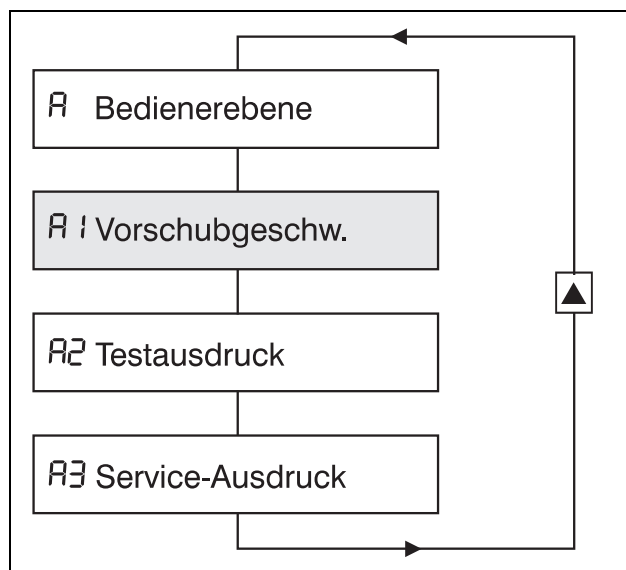 A Bedienerebene
A1 Vorschubgeschw.
A2 Testausdruck
A3 Service-Ausdruck